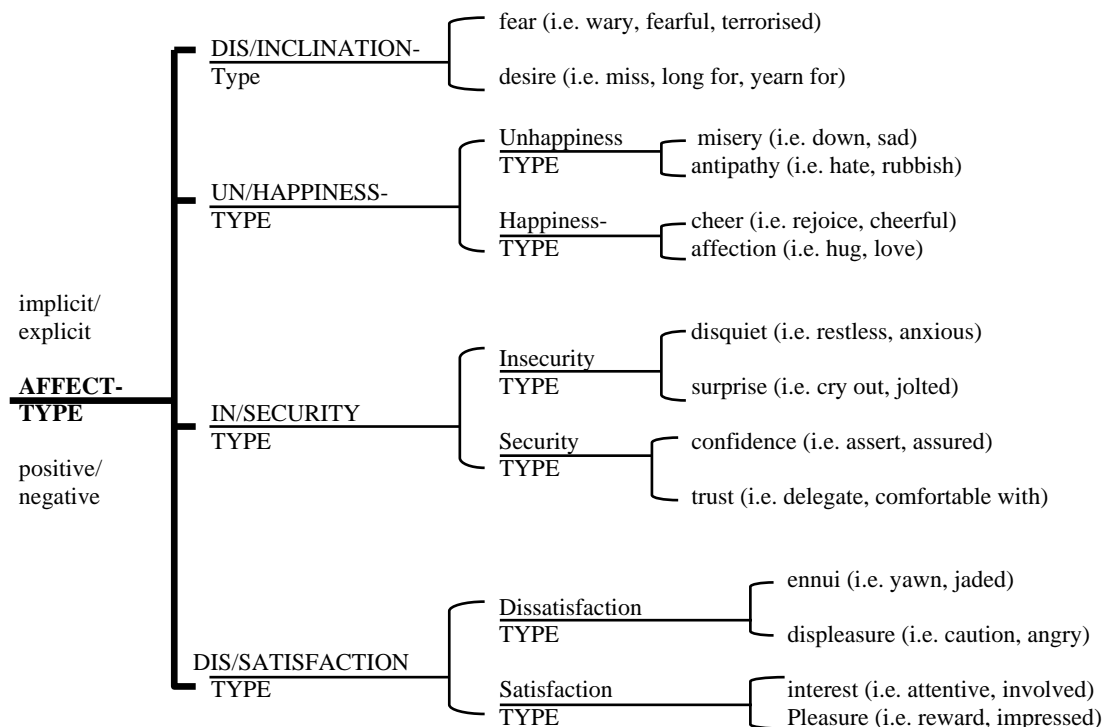 fear (i.e. wary, fearful, terrorised)
DIS/INCLINATION-
Type
desire (i.e. miss, long for, yearn for)
Unhappiness
TYPE
misery (i.e. down, sad)
antipathy (i.e. hate, rubbish)
UN/HAPPINESS-
TYPE
Happiness-
TYPE
cheer (i.e. rejoice, cheerful)
affection (i.e. hug, love)
implicit/
explicit
AFFECT-
TYPE
positive/
negative
disquiet (i.e. restless, anxious)
Insecurity
TYPE
surprise (i.e. cry out, jolted)
IN/SECURITY
TYPE
Security
TYPE
confidence (i.e. assert, assured)
trust (i.e. delegate, comfortable with)
ennui (i.e. yawn, jaded)
Dissatisfaction
TYPE
displeasure (i.e. caution, angry)
DIS/SATISFACTION
TYPE
Satisfaction
TYPE
interest (i.e. attentive, involved)
Pleasure (i.e. reward, impressed)